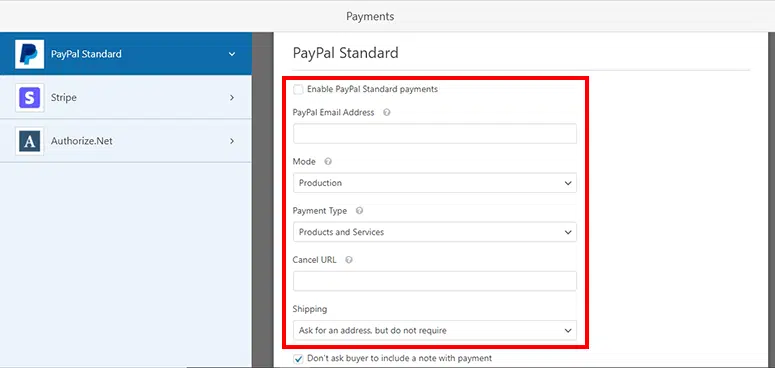 Payments
PayPal Standard
Stripe
Authorize.Net
PayPal Standard
Enable PayPal Standard payments
PayPal Email Address
Mode
Production
Payment Type
Products and Services
Cancel URL
Shipping
Ask for an address, but do not require
Don't ask buyer to include a note with payment